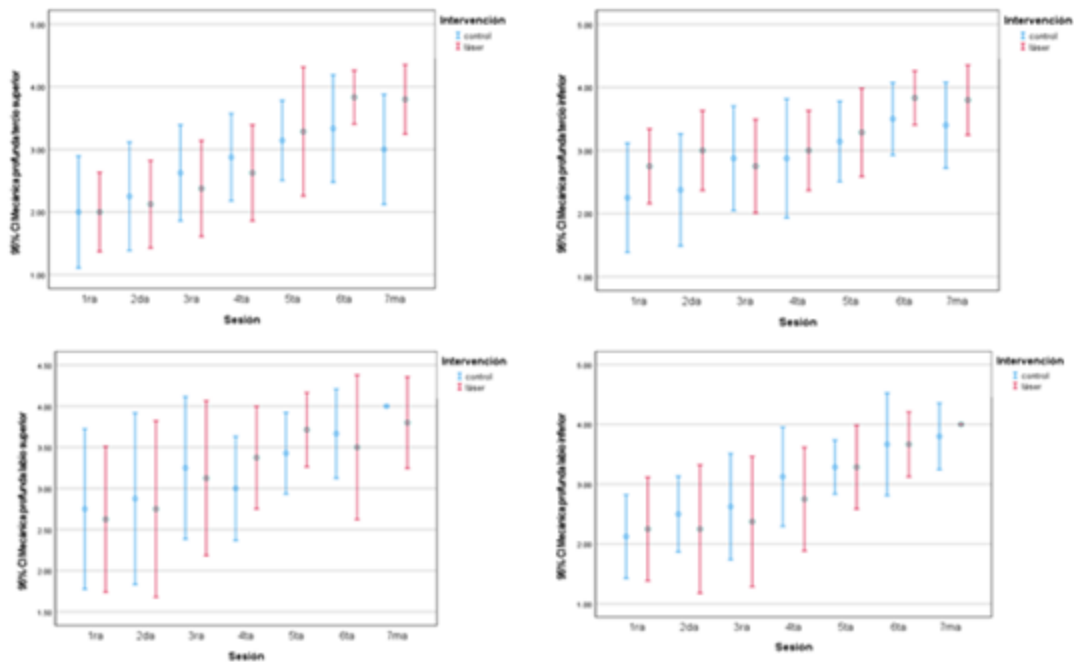 Intervención
control
láser
95% CI Mecánica profunda tercio superior
5.00
4.00
3.00
2.00
1.00
1ra 2da 3ra 4ta 5ta 6ta 7ma
Sesión
Intervención
control
láser
95% CI Mecánica profunda tercio inferior
5.00
4.00
3.00
2.00
1.00
1ra 2da 3ra 4ta 5ta 6ta 7ma
Sesión
Intervención
control
láser
95% CI Mecánica profunda labio superior
4.50
4.00
3.50
3.00
2.50
2.00
1.50
1ra 2da 3ra 4ta 5ta 6ta 7ma
Sesión
Intervención
control
láser
95% CI Mecánica profunda labio inferior
5.00
4.00
3.00
2.00
1.00
1ra 2da 3ra 4ta 5ta 6ta 7ma
Sesión